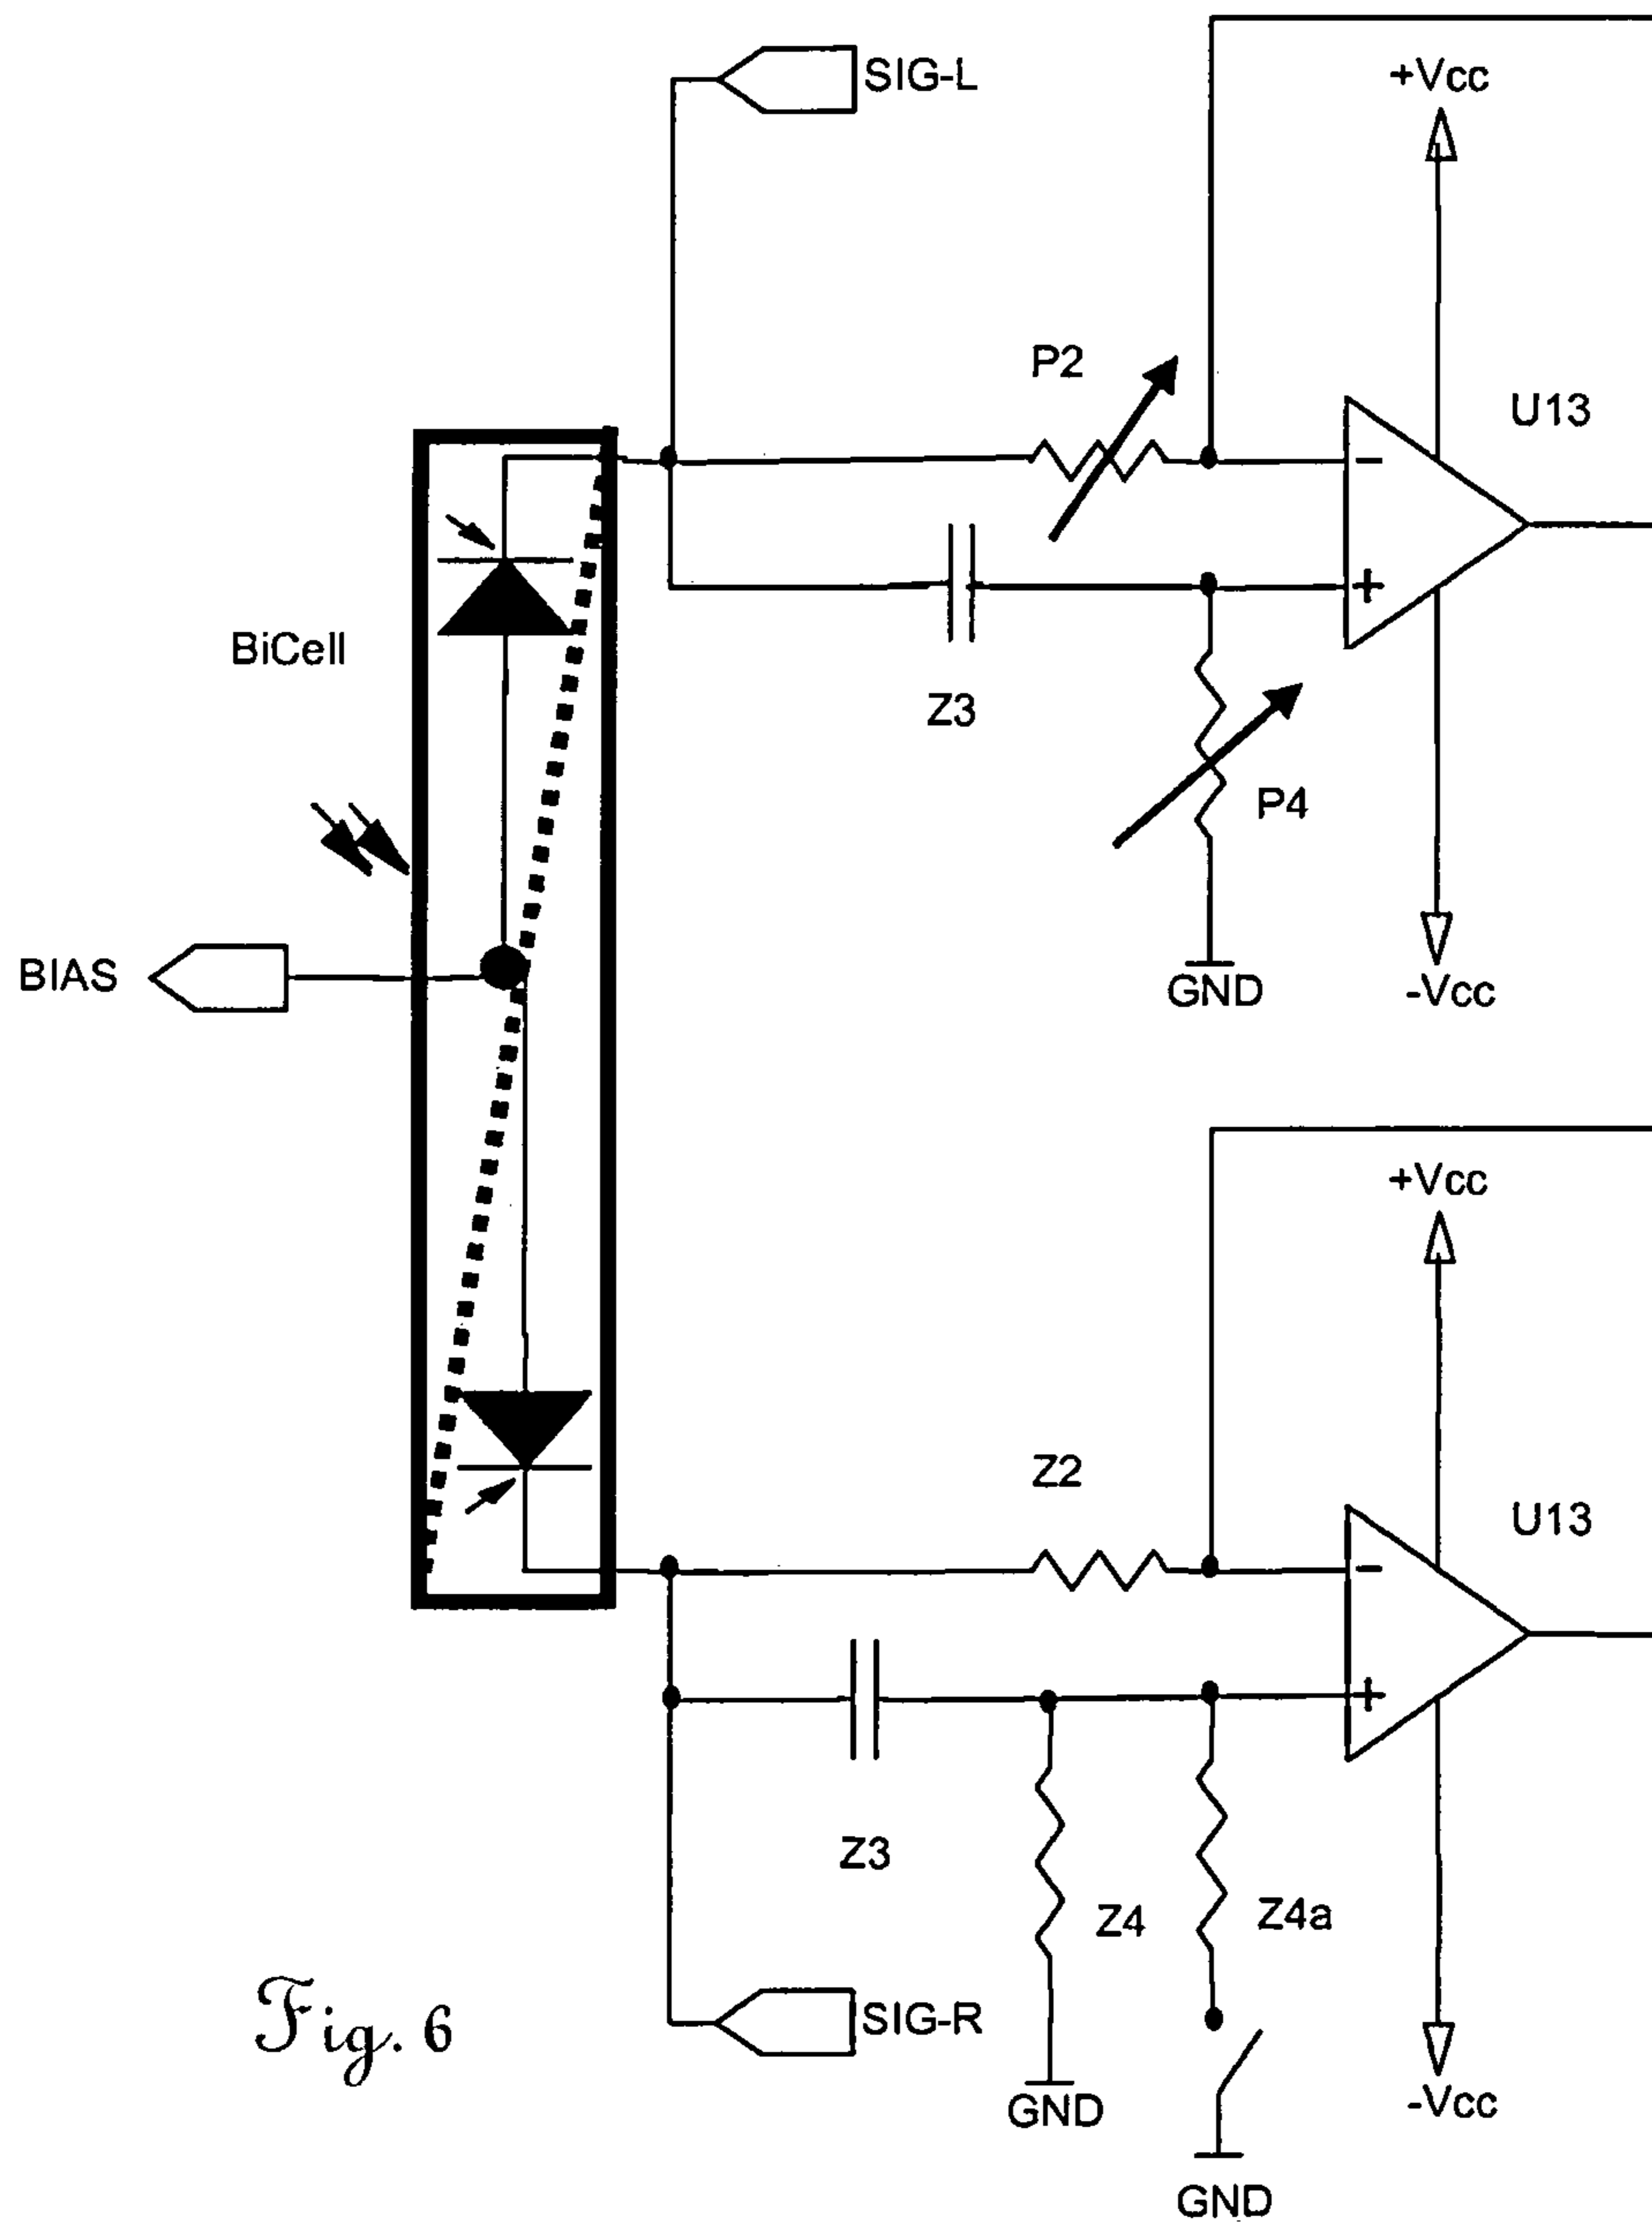 SIG-L
+Vcc
P2
U13
-
+
BiCell
Z3
P4
BIAS
GND
-Vcc
+Vcc
Z2
U13
-
+
Z3
Z4
Z4a
SIG-R
Fig. 6
GND
-Vcc
GND